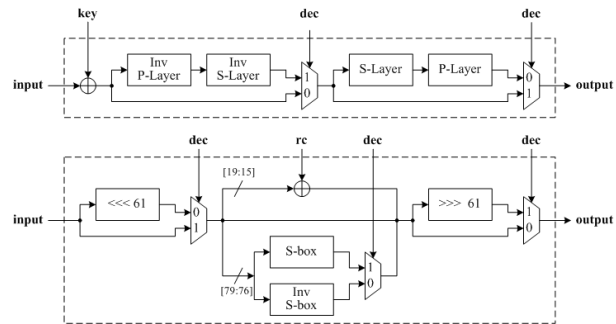 key
dec
dec
Inv
P-Layer
Inv
S-Layer
1
0
S-Layer
P-Layer
0
1
input
output
dec
rc
dec
dec
[19:15]
<<< 61
0
1
>>> 61
1
0
input
output
S-box
1
0
Inv
S-box
[79:76]